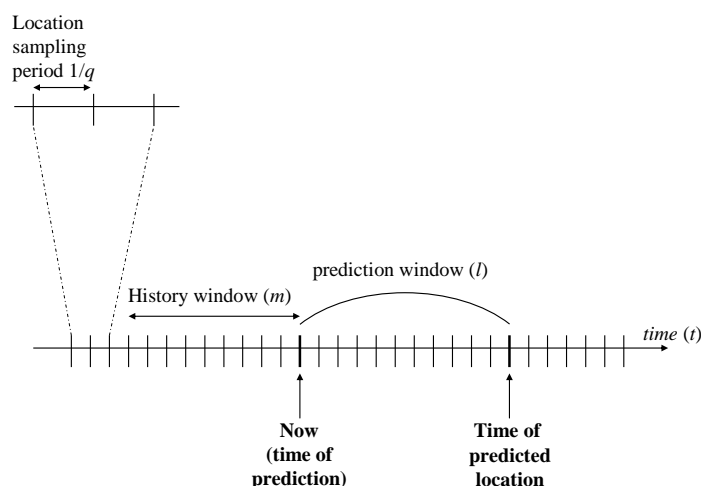 Location
sampling
period 1/q
prediction window (l)
History window (m)
time (t)
Now
(time of
prediction)
Time of
predicted
location